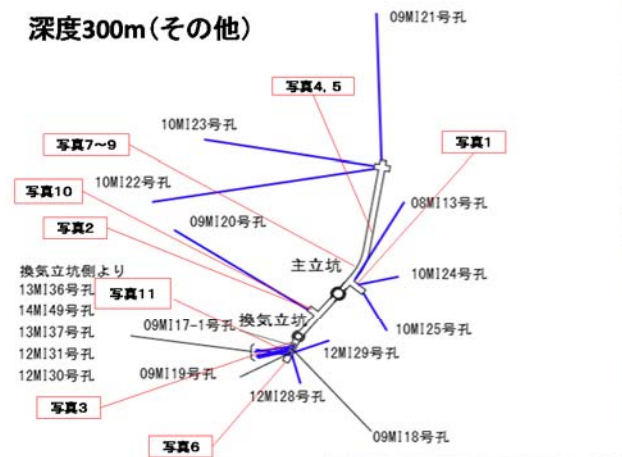 深度300m(その他)
09MI21号孔
写真4, 5
10MI23号孔
写真7～9
写真1
10MI22号孔
写真10
08MI13号孔
写真2
09MI20号孔
主立坑
10MI24号孔
換気立坑側より
13MI36号孔
写真11
14MI49号孔
13MI37号孔
09MI17-1号孔
換気立坑
10MI25号孔
12MI31号孔
12MI29号孔
12MI30号孔
09MI19号孔
12MI28号孔
写真3
09MI18号孔
写真6